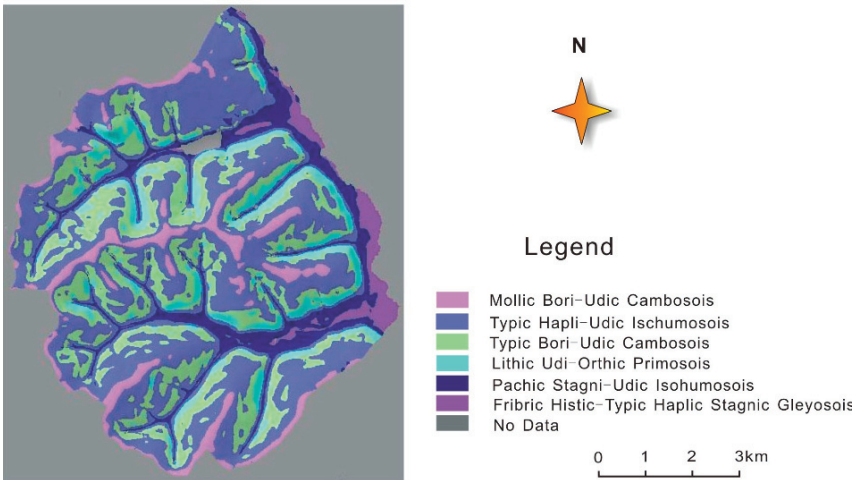 N
Legend
Mollic Bori-Udic Cambosois
Typic Hapli-Udic Ischumosois
Typic Bori-Udic Cambosois
Lithic Udi-Orthic Primosois
Pachic Stagni-Udic Isohumosois
Fribric Histic-Typic Haplic Stagnic Gleyosois
No Data
0 1 2 3km